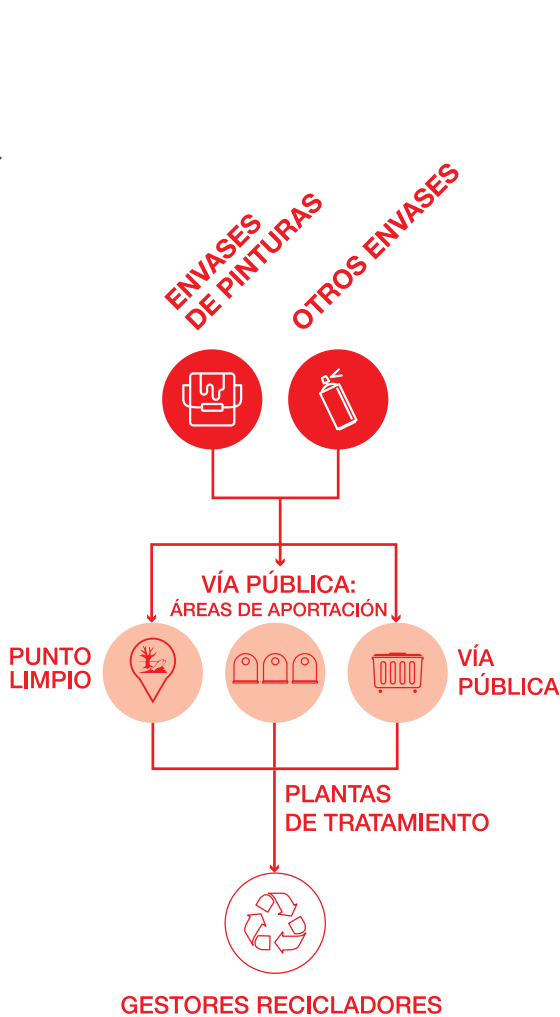 ENVASES
DE PINTURAS
OTROS ENVASES
VÍA PÚBLICA:
ÁREAS DE APORTACIÓN
PUNTO
LIMPIO
VÍA
PÚBLICA
PLANTAS
DE TRATAMIENTO
GESTORES RECICLADORES